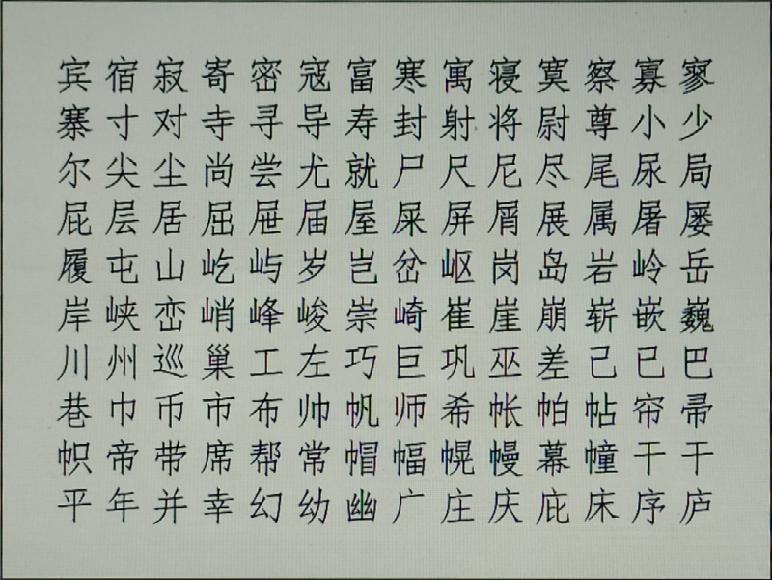 宾宿寂寄密寇富寒寓寝寞察寡寥
寨寸对寺寻导寿封射将尉尊小少
尔尖尘尚尝尤就尸尺尼尽尾尿局
屁层居屈屉届屋屎屏屑展属屠屡
履屯山屹屿岁岂岔岖岗岛岩岭岳
岸峡峦峭峰峻崇崎崔崖崩崭嵌巍
川州巡巢工左巧巨巩巫差己已巴
巷巾币市布帅帆师希帐帕帖帘帚
帜帝带席帮常帽幅幌幔幕幢干干
平年并幸幻幼幽广庄庆庇床序庐